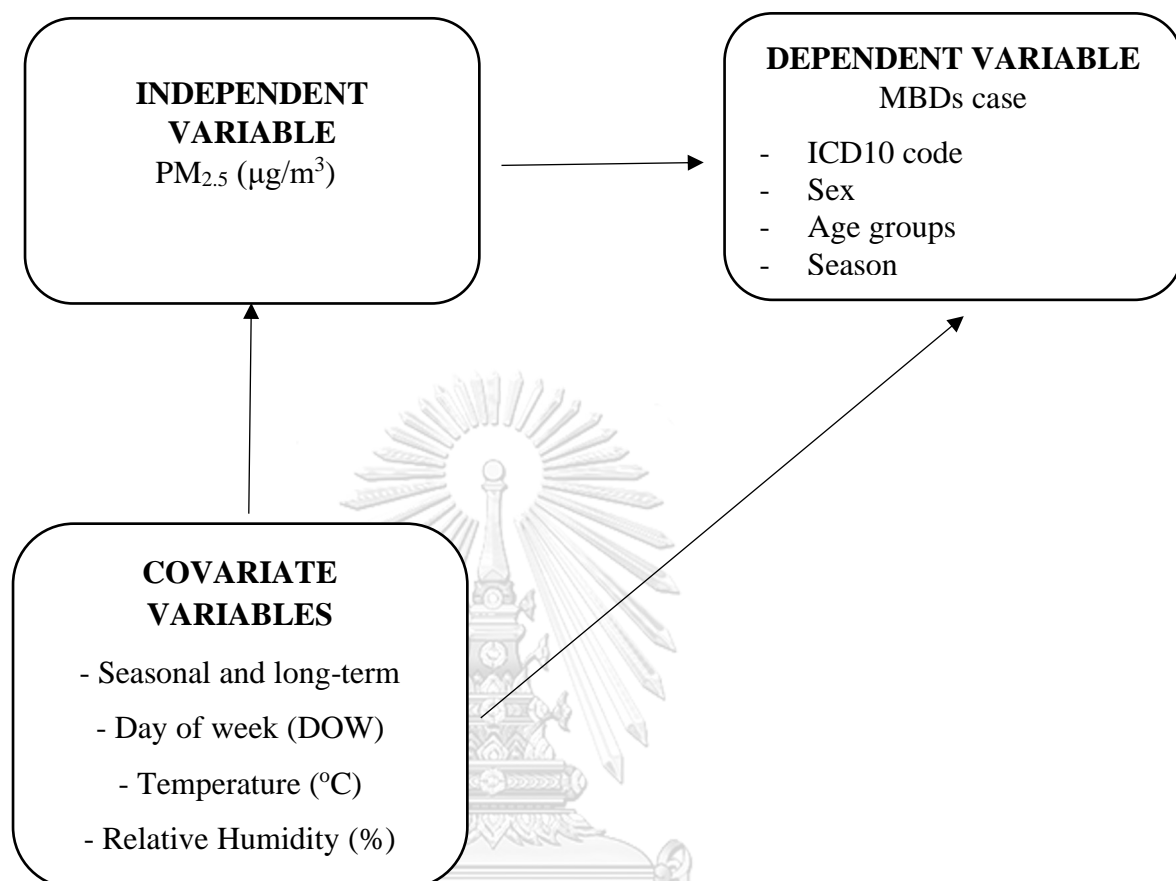 INDEPENDENT
VARIABLE
PM2.5 (μg/m³)
DEPENDENT VARIABLE
MBDs case
- ICD10 code
- Sex
- Age groups
- Season
COVARIATE
VARIABLES
- Seasonal and long-term
- Day of week (DOW)
- Temperature (ºC)
- Relative Humidity (%)